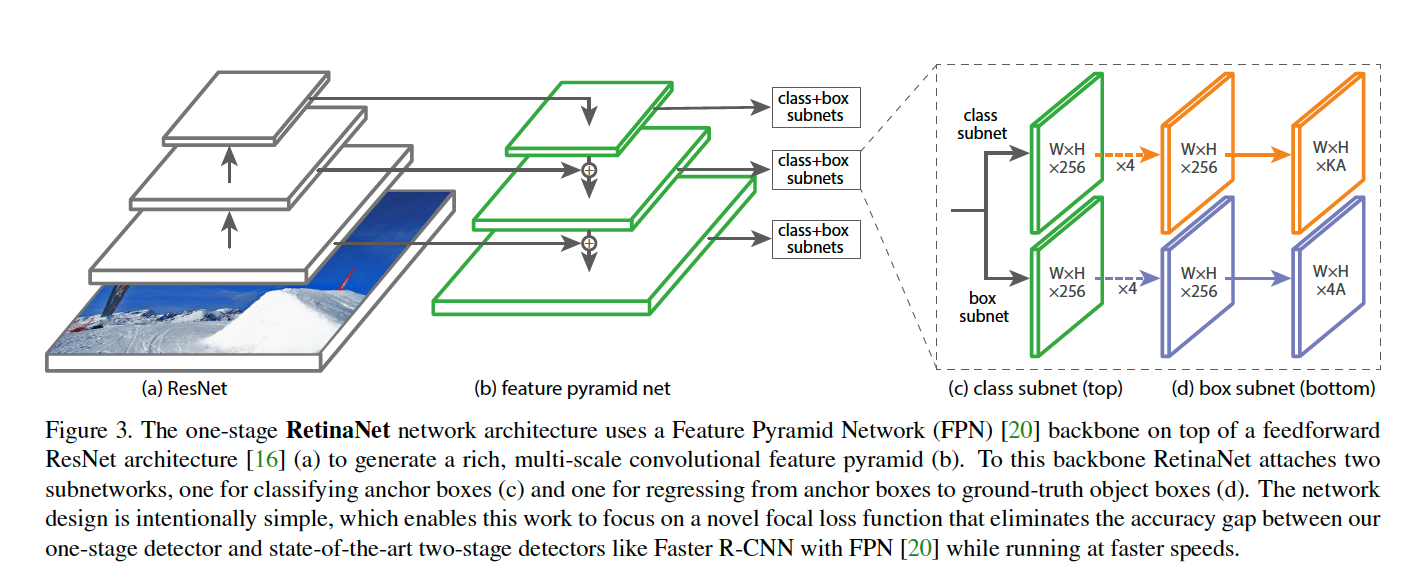 class+box
subnets
class+box
subnets
class+box
subnets
class
subnet
W×H
×256
×4
W×H
×256
W×H
×KA
W×H
×256
×4
W×H
×256
W×H
×4A
box
subnet
(a) ResNet
(b) feature pyramid net
(c) class subnet (top)
(d) box subnet (bottom)
Figure 3. The one-stage RetinaNet network architecture uses a Feature Pyramid Network (FPN) [20] backbone on top of a feedforward
ResNet architecture [16] (a) to generate a rich, multi-scale convolutional feature pyramid (b). To this backbone RetinaNet attaches two
subnetworks, one for classifying anchor boxes (c) and one for regressing from anchor boxes to ground-truth object boxes (d). The network
design is intentionally simple, which enables this work to focus on a novel focal loss function that eliminates the accuracy gap between our
one-stage detector and state-of-the-art two-stage detectors like Faster R-CNN with FPN [20] while running at faster speeds.